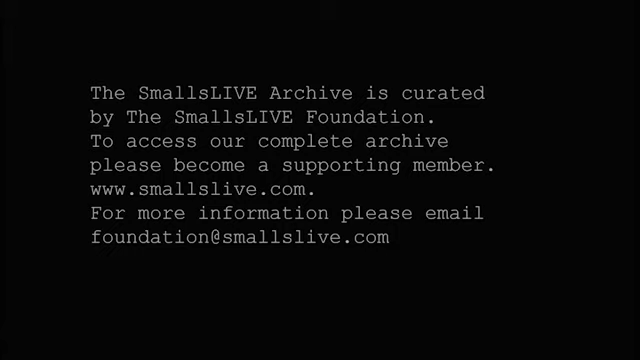 The SmallsLIVE Archive is curated
by The SmallsLIVE Foundation.
To access our complete archive
please become a supporting member.
www.smallslive.com.
For more information please email
foundation@smallslive.com